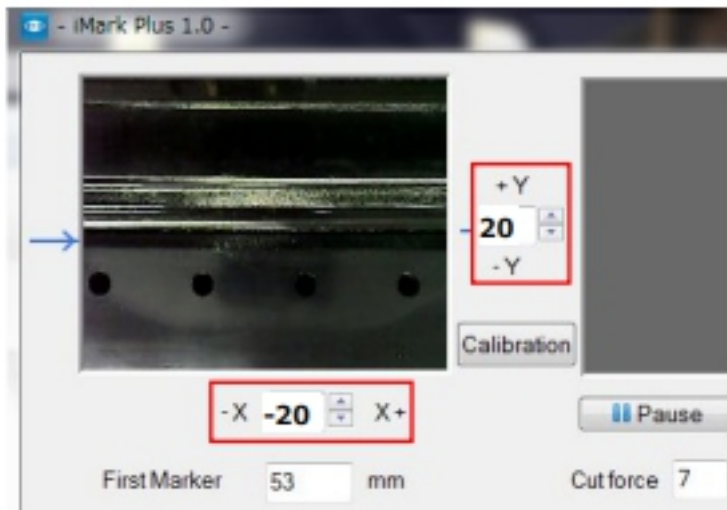 - iMark Plus 1.0 -
+Y
20
-Y
Calibration
-X -20 X+
Pause
First Marker 53 mm
Cut force 7